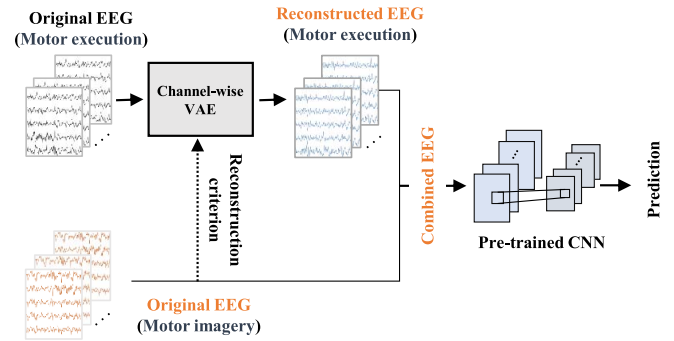 Original EEG
(Motor execution)
Reconstructed EEG
(Motor execution)
Channel-wise
VAE
Reconstruction
criterion
Combined EEG
Pre-trained CNN
Prediction
Original EEG
(Motor imagery)